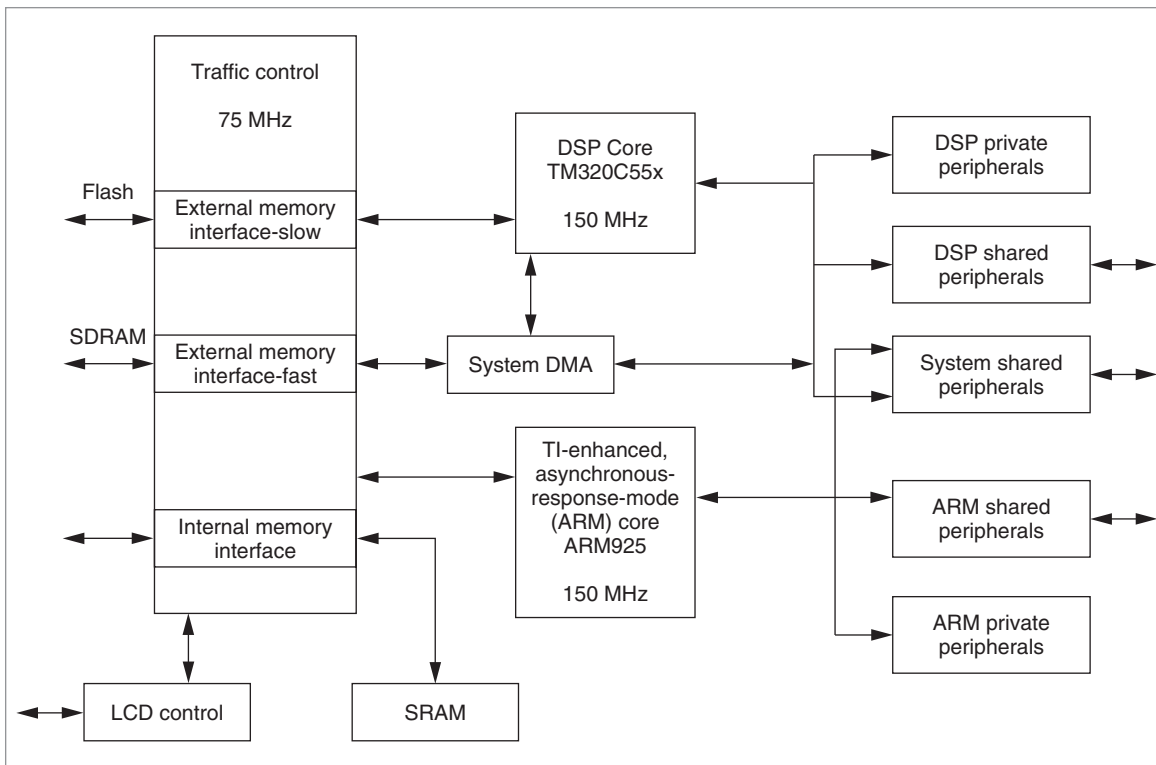 Traffic control
75 MHz
Flash
External memory
interface-slow
SDRAM
External memory
interface-fast
Internal memory
interface
LCD control
SRAM
DSP Core
TM320C55x
150 MHz
System DMA
TI-enhanced,
asynchronous-
response-mode
(ARM) core
ARM925
150 MHz
DSP private
peripherals
DSP shared
peripherals
System shared
peripherals
ARM shared
peripherals
ARM private
peripherals